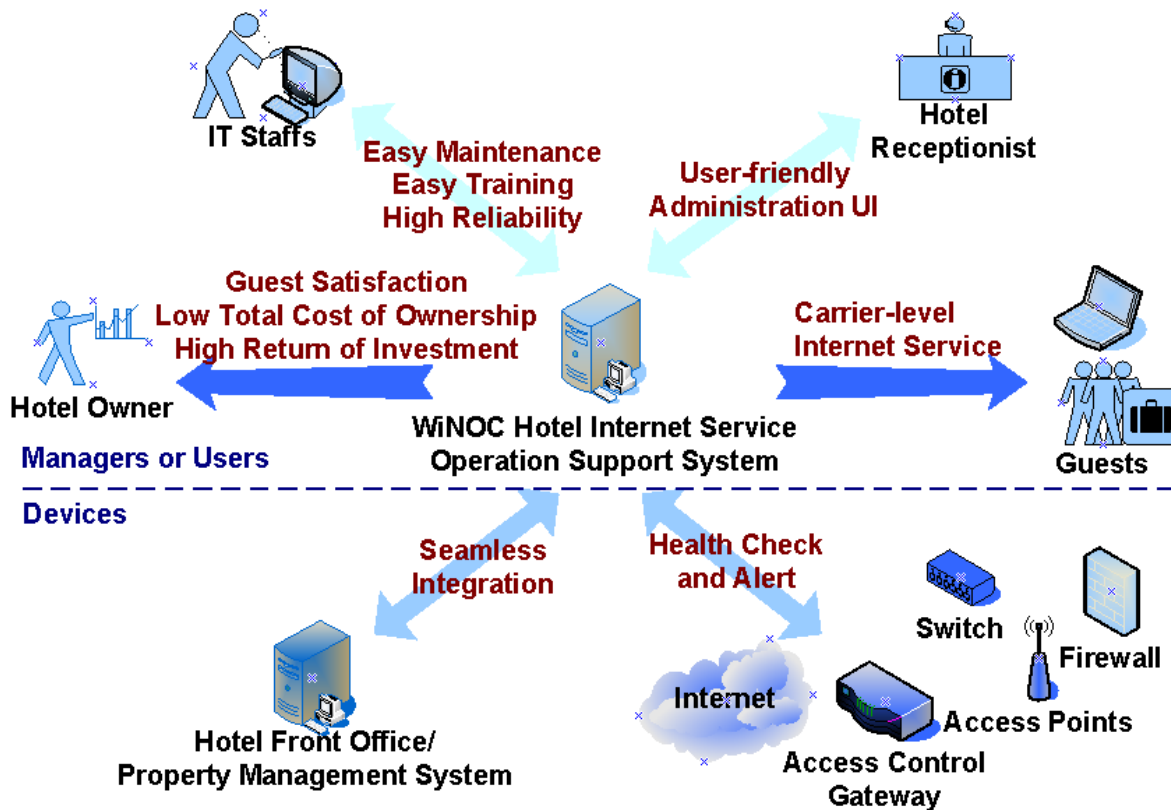 IT Staffs
Hotel
Receptionist
Easy Maintenance
Easy Training
High Reliability
User-friendly
Administration UI
Guest Satisfaction
Low Total Cost of Ownership
High Return of Investment
Carrier-level
Internet Service
Hotel Owner
WiNOC Hotel Internet Service
Operation Support System
Guests
Managers or Users
Devices
Seamless
Integration
Health Check
and Alert
Switch
Firewall
Internet
Access Points
Hotel Front Office/
Property Management System
Access Control
Gateway